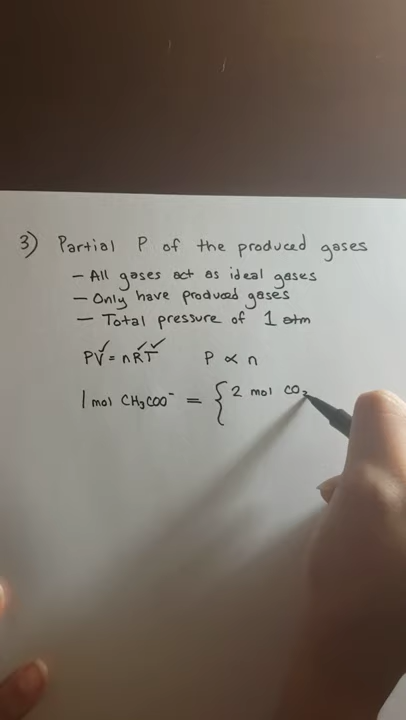 3) Partial P of the produced gases
- All gases act as ideal gases
- Only have produced gases
- Total pressure of 1 atm
PV = nRT P ∝ n
1 mol CH₃COO⁻ = { 2 mol CO₂